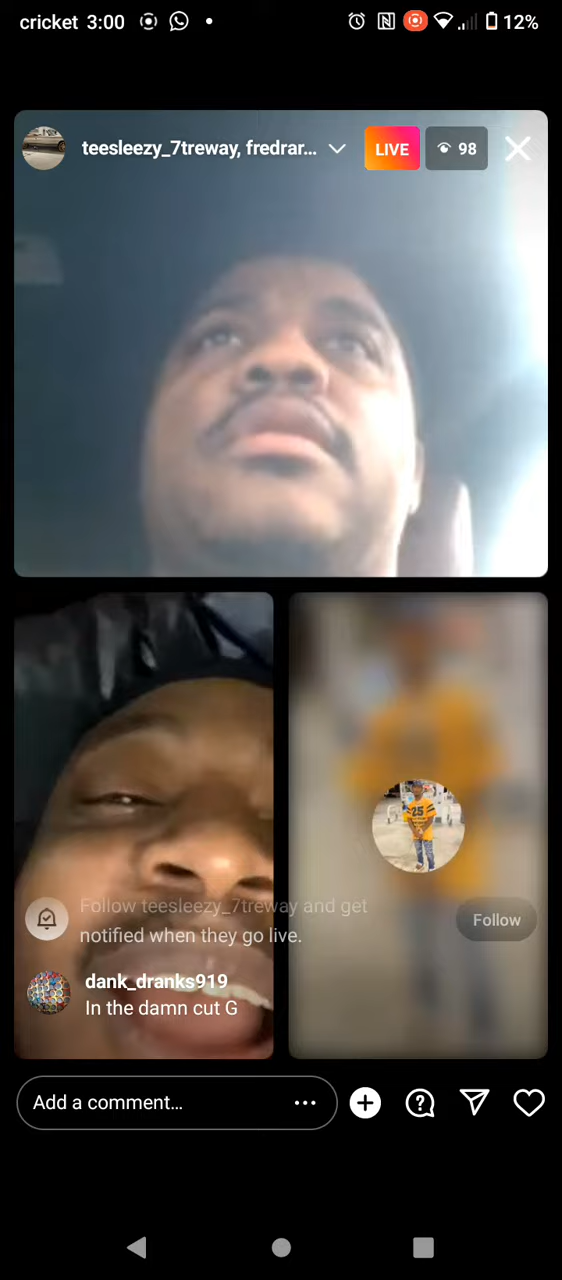 cricket 3:00 12%
teesleezy_7treway, fredrar... LIVE 98
25
Follow teesleezy_7treway and get
notified when they go live.
Follow
dank_dranks919
In the damn cut G
Add a comment...